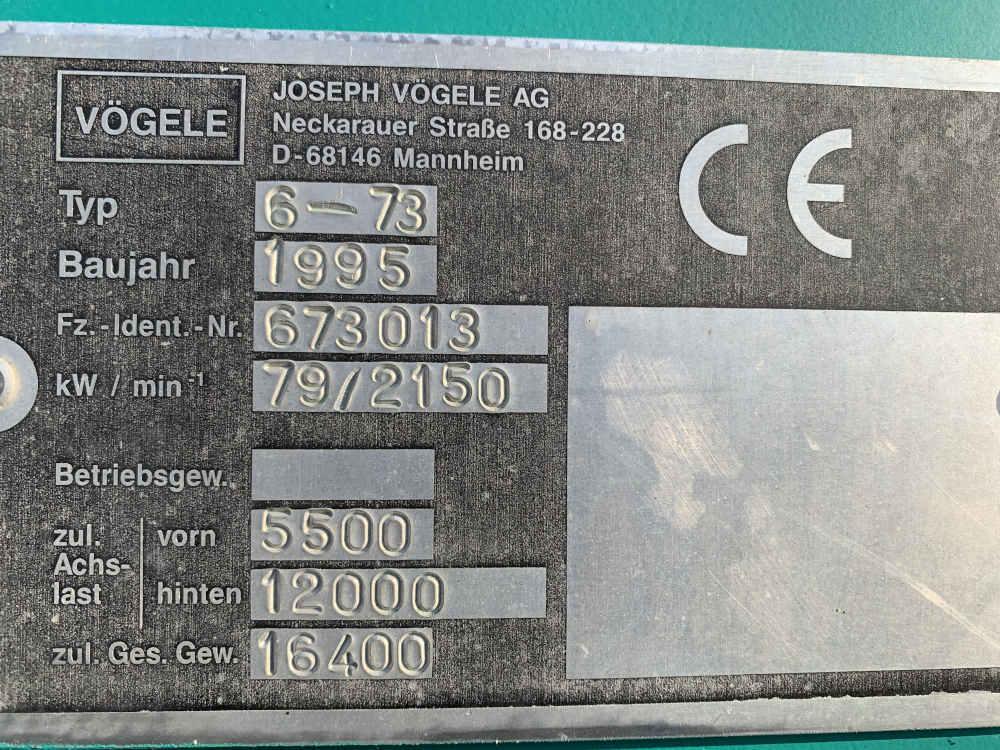 VÖGELE
JOSEPH VÖGELE AG
Neckarauer Straße 168-228
D-68146 Mannheim
CE
Typ 6-73
Baujahr 1995
Fz.-Ident.-Nr. 673013
kW / min⁻¹ 79/2150
Betriebsgew.
zul. Achs-last vorn 5500
hinten 12000
zul. Ges. Gew. 16400